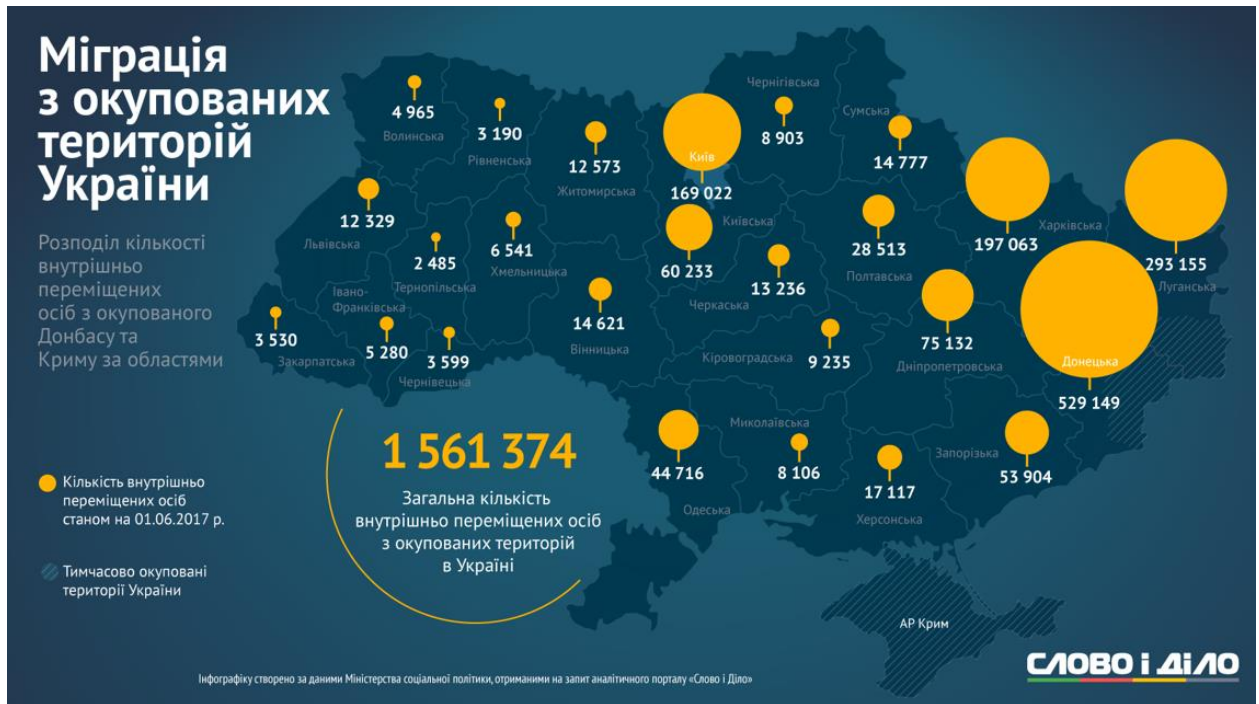 Міграція
з окупованих
територій
України
Розподіл кількості
внутрішньо
переміщених
осіб з окупованого
Донбасу та
Криму за областями
4 965
Волинська
3 190
Рівненська
12 573
Житомирська
Київ
169 022
Чернігівська
8 903
Сумська
14 777
197 063
Харківська
293 155
Луганська
12 329
Львівська
2 485
Тернопільська
6 541
Хмельницька
60 233
Київська
13 236
Черкаська
28 513
Полтавська
3 530
Закарпатська
Івано-
Франківська
5 280
3 599
Чернівецька
14 621
Вінницька
Кіровоградська
9 235
75 132
Дніпропетровська
Донецька
529 149
44 716
Одеська
Миколаївська
8 106
17 117
Херсонська
Запорізька
53 904
АР Крим
1 561 374
Загальна кількість
внутрішньо переміщених осіб
з окупованих територій
в Україні
Кількість внутрішньо
переміщених осіб
станом на 01.06.2017 р.
Тимчасово окуповані
території України
Інфографіку створено за даними Міністерства соціальної політики, отриманими на запит аналітичного порталу «Слово і Діло»
СЛОВО і Ділο